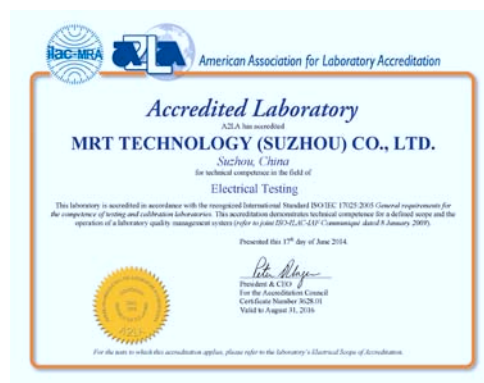 ilac-MRA
A2LA
American Association for Laboratory Accreditation
Accredited Laboratory
A2LA has accredited
MRT TECHNOLOGY (SUZHOU) CO., LTD.
Suzhou, China
for technical competence in the field of
Electrical Testing
This laboratory is accredited in accordance with the recognized International Standard ISO/IEC 17025:2005 General requirements for
the competence of testing and calibration laboratories. This accreditation demonstrates technical competence for a defined scope and the
operation of a laboratory quality management system (refer to joint ISO-ILAC-IAF Communiqué dated 8 January 2009).
Presented this 17th day of June 2014.
President & CEO
For the Accreditation Council
Certificate Number 3628.01
Valid to August 31, 2016
A2LA
For the tests to which this accreditation applies, please refer to the laboratory's Electrical Scope of Accreditation.